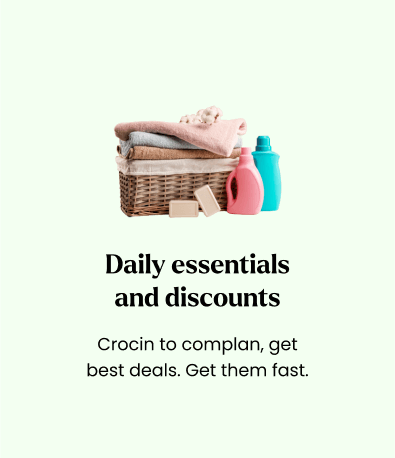 Daily essentials
and discounts
Crocin to complan, get
best deals. Get them fast.